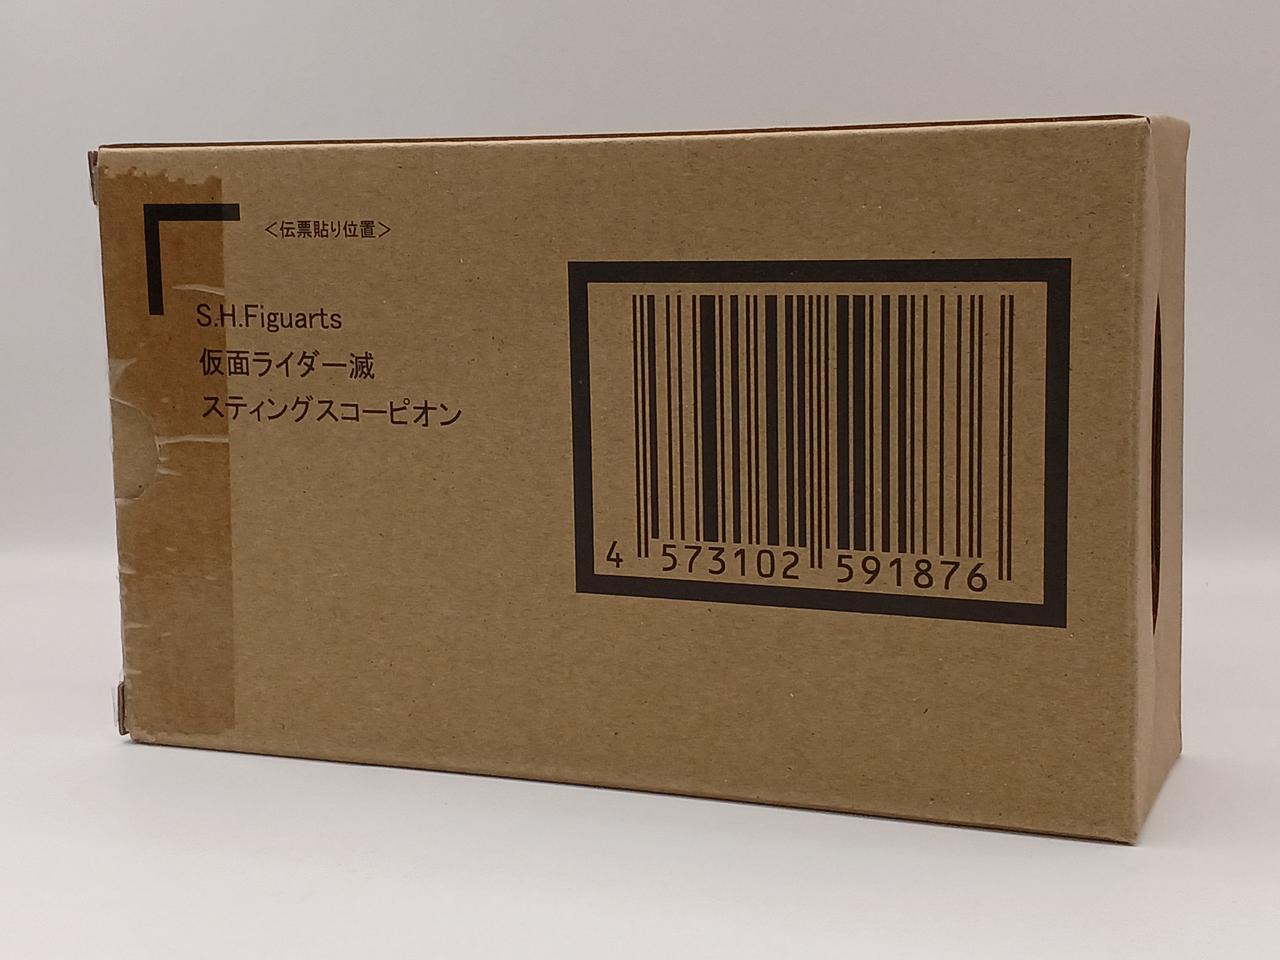 ＜伝票貼り位置＞
S.H.Figuarts
仮面ライダー滅
スティングスコーピオン
4 573102 591876